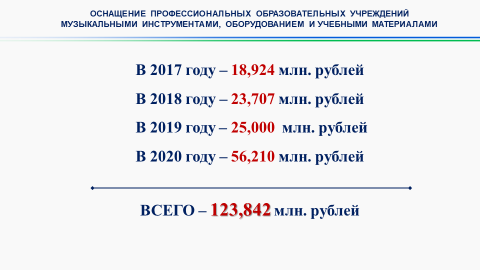 ОСНАЩЕНИЕ ПРОФЕССИОНАЛЬНЫХ ОБРАЗОВАТЕЛЬНЫХ УЧРЕЖДЕНИЙ
МУЗЫКАЛЬНЫМИ ИНСТРУМЕНТАМИ, ОБОРУДОВАНИЕМ И УЧЕБНЫМИ МАТЕРИАЛАМИ
В 2017 году – 18,924 млн. рублей
В 2018 году – 23,707 млн. рублей
В 2019 году – 25,000 млн. рублей
В 2020 году – 56,210 млн. рублей
ВСЕГО – 123,842 млн. рублей